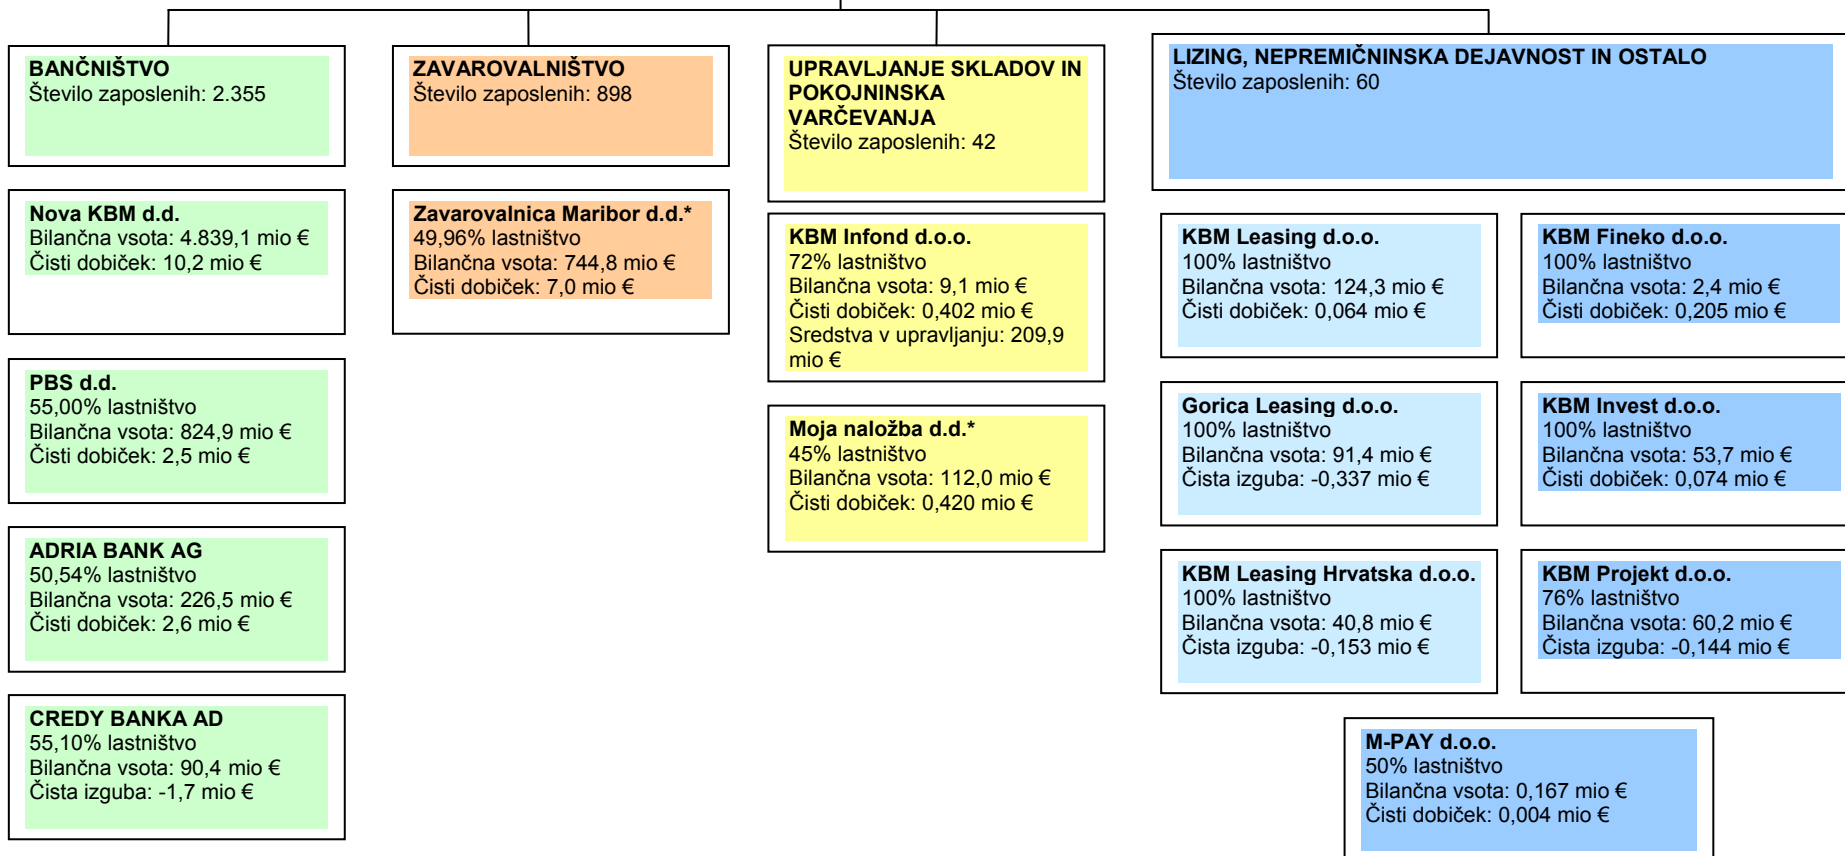 BANČNIŠTVO
Število zaposlenih: 2.355
ZAVAROVALNIŠTVO
Število zaposlenih: 898
UPRAVLJANJE SKLADOV IN
POKOJNINSKA
VARČEVANJA
Število zaposlenih: 42
LIZING, NEPREMIČNINSKA DEJAVNOST IN OSTALO
Število zaposlenih: 60
Nova KBM d.d.
Bilančna vsota: 4.839,1 mio €
Čisti dobiček: 10,2 mio €
PBS d.d.
55,00% lastništvo
Bilančna vsota: 824,9 mio €
Čisti dobiček: 2,5 mio €
ADRIA BANK AG
50,54% lastništvo
Bilančna vsota: 226,5 mio €
Čisti dobiček: 2,6 mio €
CREDY BANKA AD
55,10% lastništvo
Bilančna vsota: 90,4 mio €
Čista izguba: -1,7 mio €
Zavarovalnica Maribor d.d.*
49,96% lastništvo
Bilančna vsota: 744,8 mio €
Čisti dobiček: 7,0 mio €
KBM Infond d.o.o.
72% lastništvo
Bilančna vsota: 9,1 mio €
Čisti dobiček: 0,402 mio €
Sredstva v upravljanju: 209,9
mio €
Moja naložba d.d.*
45% lastništvo
Bilančna vsota: 112,0 mio €
Čisti dobiček: 0,420 mio €
KBM Leasing d.o.o.
100% lastništvo
Bilančna vsota: 124,3 mio €
Čisti dobiček: 0,064 mio €
KBM Fineko d.o.o.
100% lastništvo
Bilančna vsota: 2,4 mio €
Čisti dobiček: 0,205 mio €
Gorica Leasing d.o.o.
100% lastništvo
Bilančna vsota: 91,4 mio €
Čista izguba: -0,337 mio €
KBM Invest d.o.o.
100% lastništvo
Bilančna vsota: 53,7 mio €
Čisti dobiček: 0,074 mio €
KBM Leasing Hrvatska d.o.o.
100% lastništvo
Bilančna vsota: 40,8 mio €
Čista izguba: -0,153 mio €
KBM Projekt d.o.o.
76% lastništvo
Bilančna vsota: 60,2 mio €
Čista izguba: -0,144 mio €
M-PAY d.o.o.
50% lastništvo
Bilančna vsota: 0,167 mio €
Čisti dobiček: 0,004 mio €